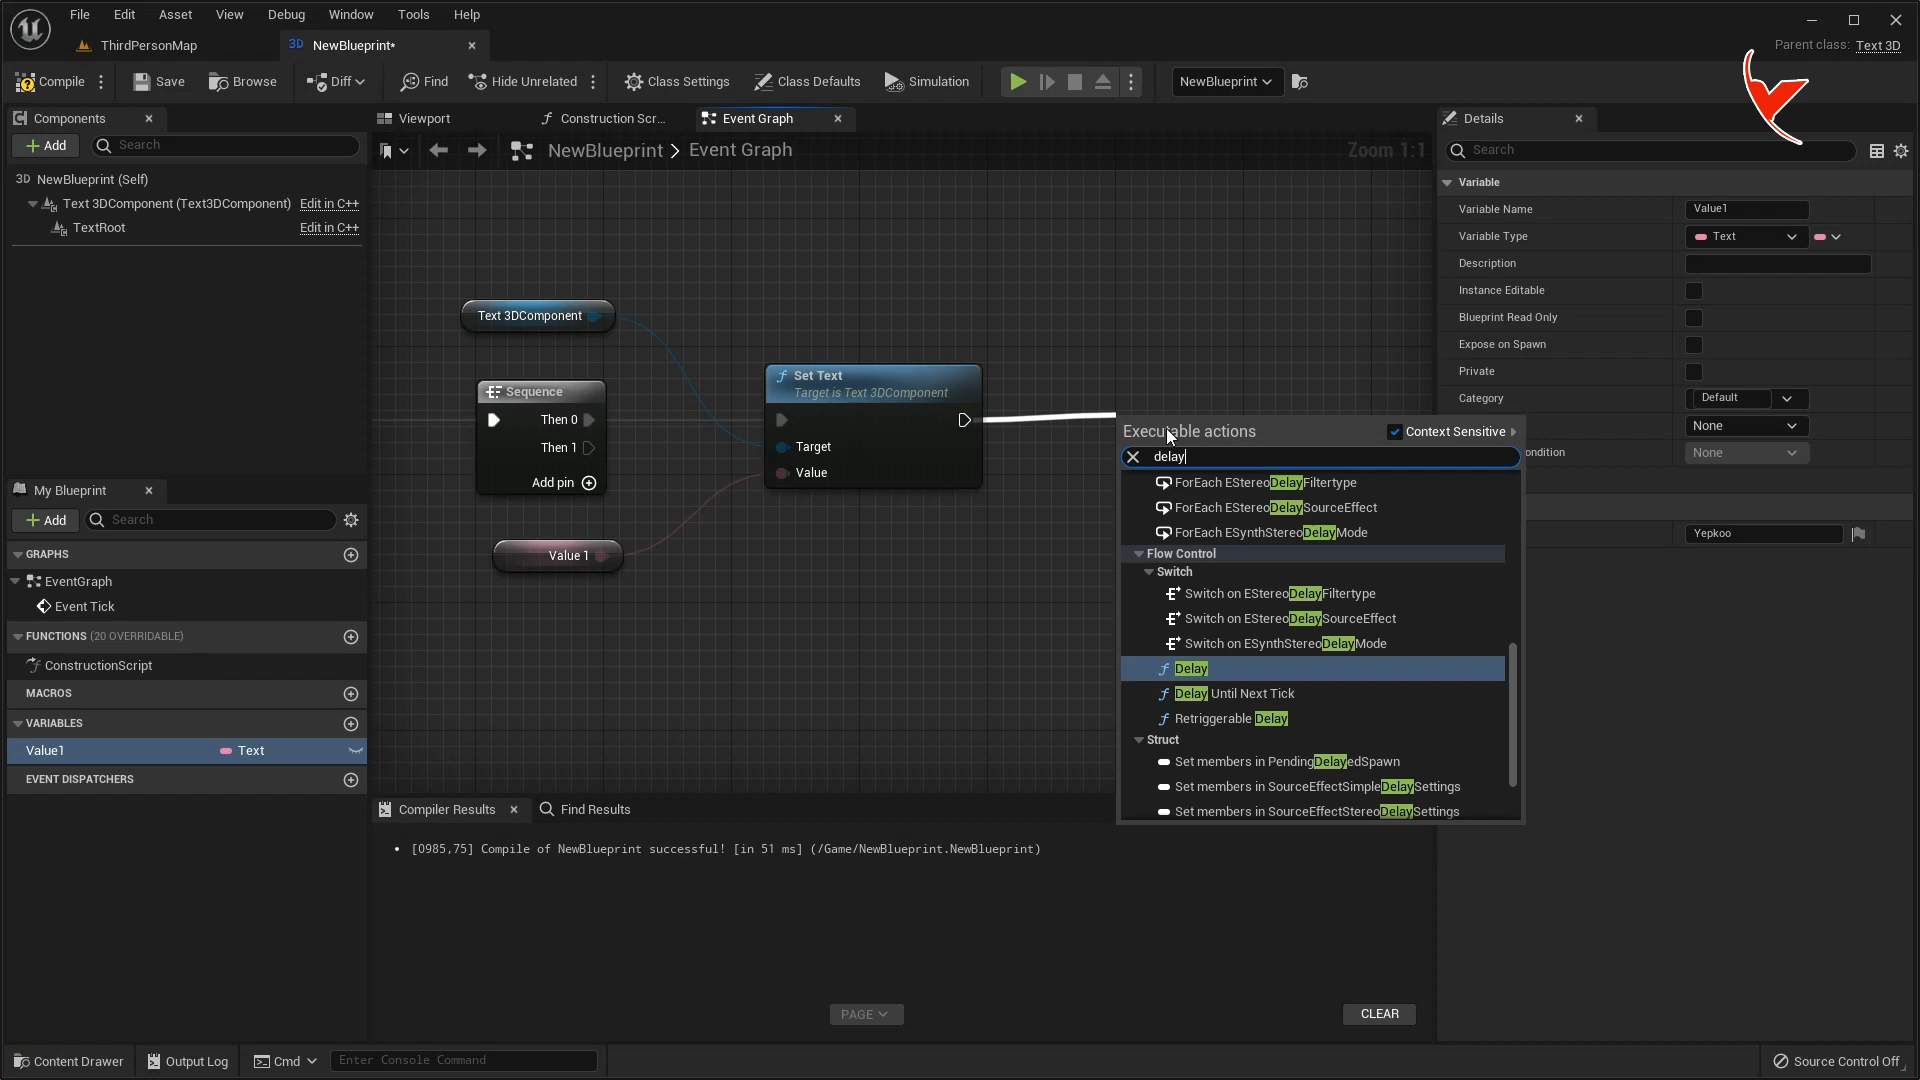 File Edit Asset View Debug Window Tools Help
ThirdPersonMap
3D NewBlueprint*
Parent class: Text 3D
Compile Save Browse Diff Find Hide Unrelated Class Settings Class Defaults Simulation NewBlueprint
Components
Add Search
3D NewBlueprint (Self)
Text 3DComponent (Text3DComponent) Edit in C++
TextRoot Edit in C++
My Blueprint
Add Search
GRAPHS
EventGraph
Event Tick
FUNCTIONS (20 OVERRIDABLE)
ConstructionScript
MACROS
VARIABLES
Value1 Text
EVENT DISPATCHERS
Viewport Construction Scr... Event Graph
NewBlueprint > Event Graph
Zoom 1:1
Text 3DComponent
Sequence
Then 0
Then 1
Add pin
Value 1
Set Text
Target is Text 3DComponent
Target
Value
Executable actions Context Sensitive
delay
ForEach EStereoDelayFiltertype
ForEach EStereoDelaySourceEffect
ForEach ESynthStereoDelayMode
Flow Control
Switch
Switch on EStereoDelayFiltertype
Switch on EStereoDelaySourceEffect
Switch on ESynthStereoDelayMode
Delay
Delay Until Next Tick
Retriggerable Delay
Struct
Set members in PendingDelayedSpawn
Set members in SourceEffectSimpleDelaySettings
Set members in SourceEffectStereoDelaySettings
Compiler Results Find Results
[0985,75] Compile of NewBlueprint successful! [in 51 ms] (/Game/NewBlueprint.NewBlueprint)
PAGE
CLEAR
Details
Search
Variable
Variable Name Value1
Variable Type Text
Description
Instance Editable
Blueprint Read Only
Expose on Spawn
Private
Category Default
None
ondition None
Yepkoo
Content Drawer Output Log Cmd Enter Console Command Source Control Off